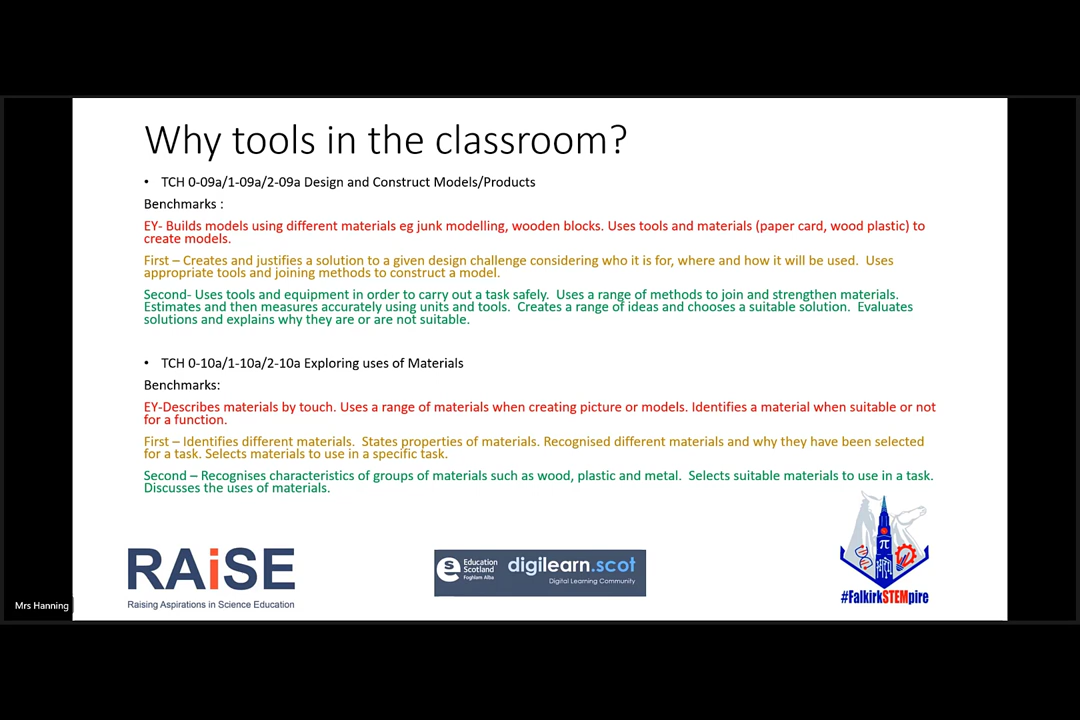 Why tools in the classroom?
• TCH 0-09a/1-09a/2-09a Design and Construct Models/Products
Benchmarks :
EY- Builds models using different materials eg junk modelling, wooden blocks. Uses tools and materials (paper card, wood plastic) to
create models.
First – Creates and justifies a solution to a given design challenge considering who it is for, where and how it will be used. Uses
appropriate tools and joining methods to construct a model.
Second- Uses tools and equipment in order to carry out a task safely. Uses a range of methods to join and strengthen materials.
Estimates and then measures accurately using units and tools. Creates a range of ideas and chooses a suitable solution. Evaluates
solutions and explains why they are or are not suitable.
• TCH 0-10a/1-10a/2-10a Exploring uses of Materials
Benchmarks:
EY-Describes materials by touch. Uses a range of materials when creating picture or models. Identifies a material when suitable or not
for a function.
First – Identifies different materials. States properties of materials. Recognised different materials and why they have been selected
for a task. Selects materials to use in a specific task.
Second – Recognises characteristics of groups of materials such as wood, plastic and metal. Selects suitable materials to use in a task.
Discusses the uses of materials.
RAiSE
Raising Aspirations in Science Education
Education
Scotland
Foghlam Alba
digilearn.scot
Digital Learning Community
π
#FalkirkSTEMpire
Mrs Hanning